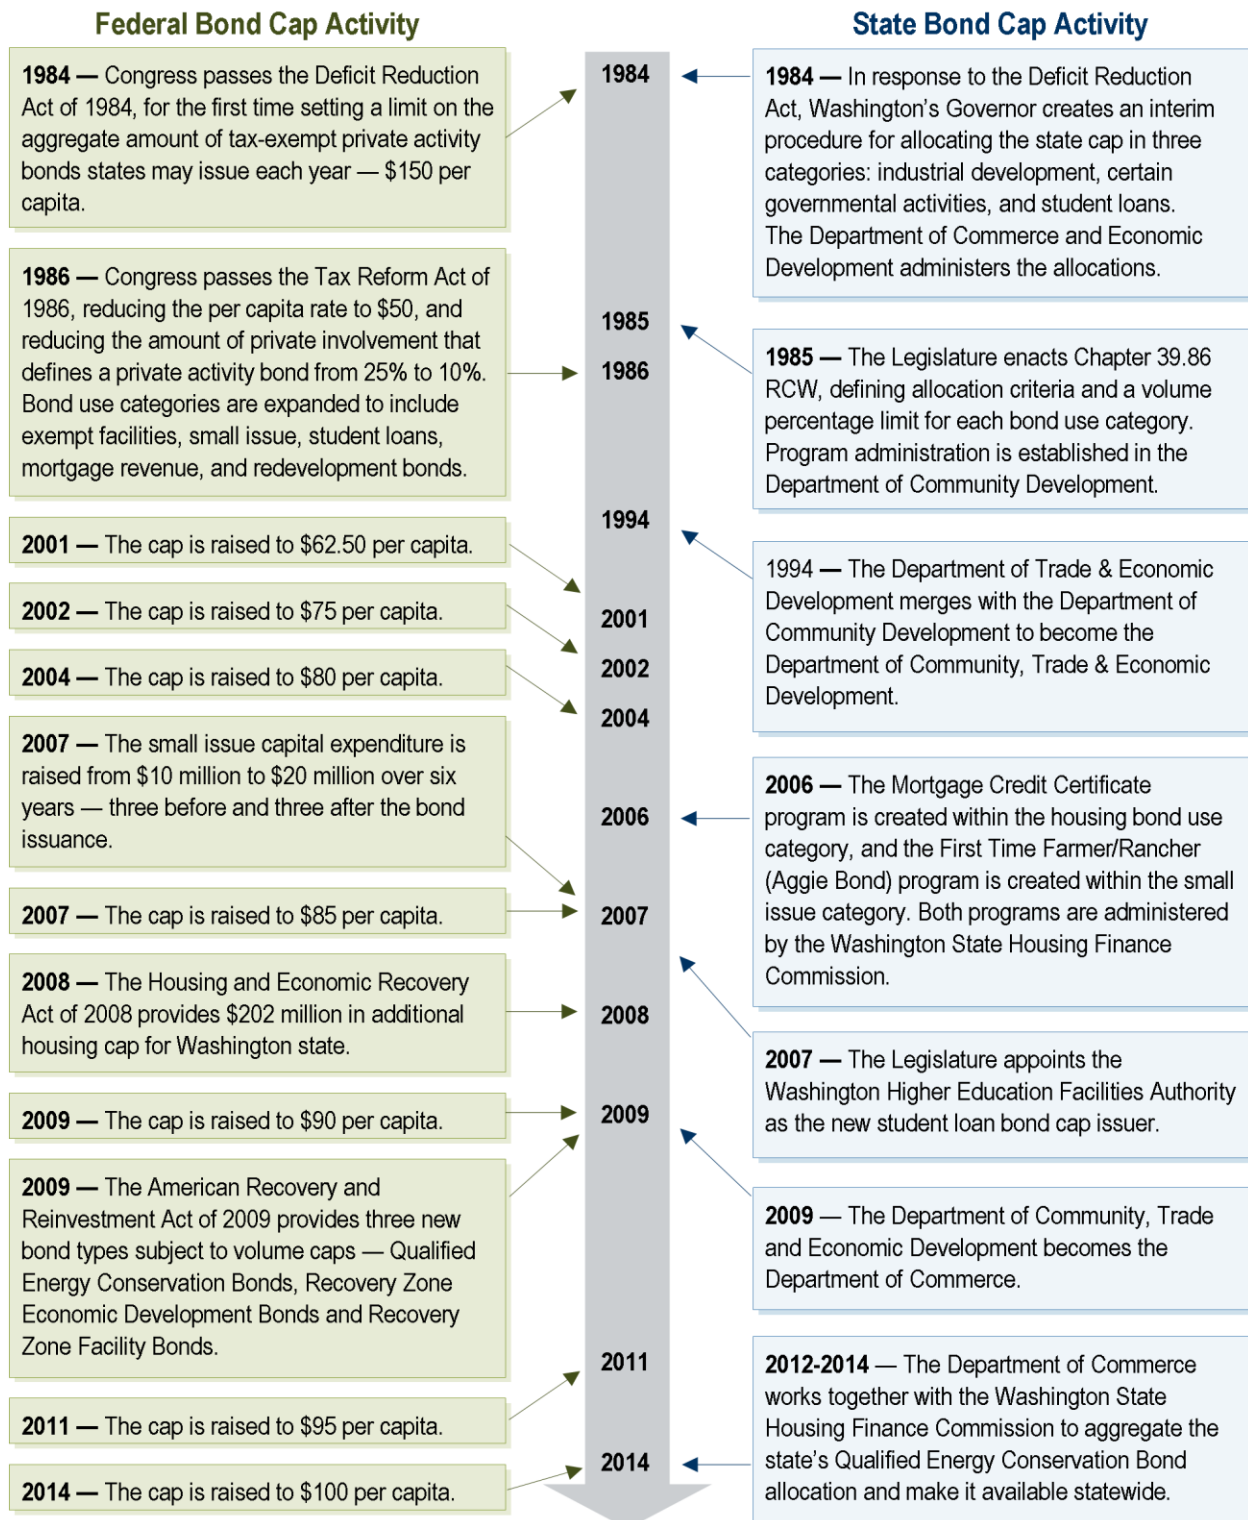 Federal Bond Cap Activity
1984 — Congress passes the Deficit Reduction
Act of 1984, for the first time setting a limit on the
aggregate amount of tax-exempt private activity
bonds states may issue each year — $150 per
capita.
1986 — Congress passes the Tax Reform Act of
1986, reducing the per capita rate to $50, and
reducing the amount of private involvement that
defines a private activity bond from 25% to 10%.
Bond use categories are expanded to include
exempt facilities, small issue, student loans,
mortgage revenue, and redevelopment bonds.
2001 — The cap is raised to $62.50 per capita.
2002 — The cap is raised to $75 per capita.
2004 — The cap is raised to $80 per capita.
2007 — The small issue capital expenditure is
raised from $10 million to $20 million over six
years — three before and three after the bond
issuance.
2007 — The cap is raised to $85 per capita.
2008 — The Housing and Economic Recovery
Act of 2008 provides $202 million in additional
housing cap for Washington state.
2009 — The cap is raised to $90 per capita.
2009 — The American Recovery and
Reinvestment Act of 2009 provides three new
bond types subject to volume caps — Qualified
Energy Conservation Bonds, Recovery Zone
Economic Development Bonds and Recovery
Zone Facility Bonds.
2011 — The cap is raised to $95 per capita.
2014 — The cap is raised to $100 per capita.
1984
1985
1986
1994
2001
2002
2004
2006
2007
2008
2009
2011
2014
State Bond Cap Activity
1984 — In response to the Deficit Reduction
Act, Washington's Governor creates an interim
procedure for allocating the state cap in three
categories: industrial development, certain
governmental activities, and student loans.
The Department of Commerce and Economic
Development administers the allocations.
1985 — The Legislature enacts Chapter 39.86
RCW, defining allocation criteria and a volume
percentage limit for each bond use category.
Program administration is established in the
Department of Community Development.
1994 — The Department of Trade & Economic
Development merges with the Department of
Community Development to become the
Department of Community, Trade & Economic
Development.
2006 — The Mortgage Credit Certificate
program is created within the housing bond use
category, and the First Time Farmer/Rancher
(Aggie Bond) program is created within the small
issue category. Both programs are administered
by the Washington State Housing Finance
Commission.
2007 — The Legislature appoints the
Washington Higher Education Facilities Authority
as the new student loan bond cap issuer.
2009 — The Department of Community, Trade
and Economic Development becomes the
Department of Commerce.
2012-2014 — The Department of Commerce
works together with the Washington State
Housing Finance Commission to aggregate the
state's Qualified Energy Conservation Bond
allocation and make it available statewide.